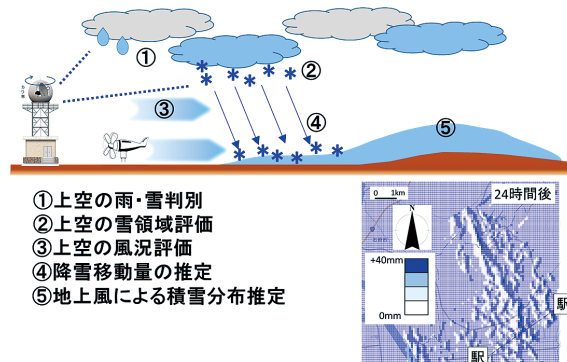 ①
②
③
④
⑤
①上空の雨・雪判別
②上空の雪領域評価
③上空の風況評価
④降雪移動量の推定
⑤地上風による積雪分布推定
0 1km
24時間後
N
+40mm
0mm
駅
駅